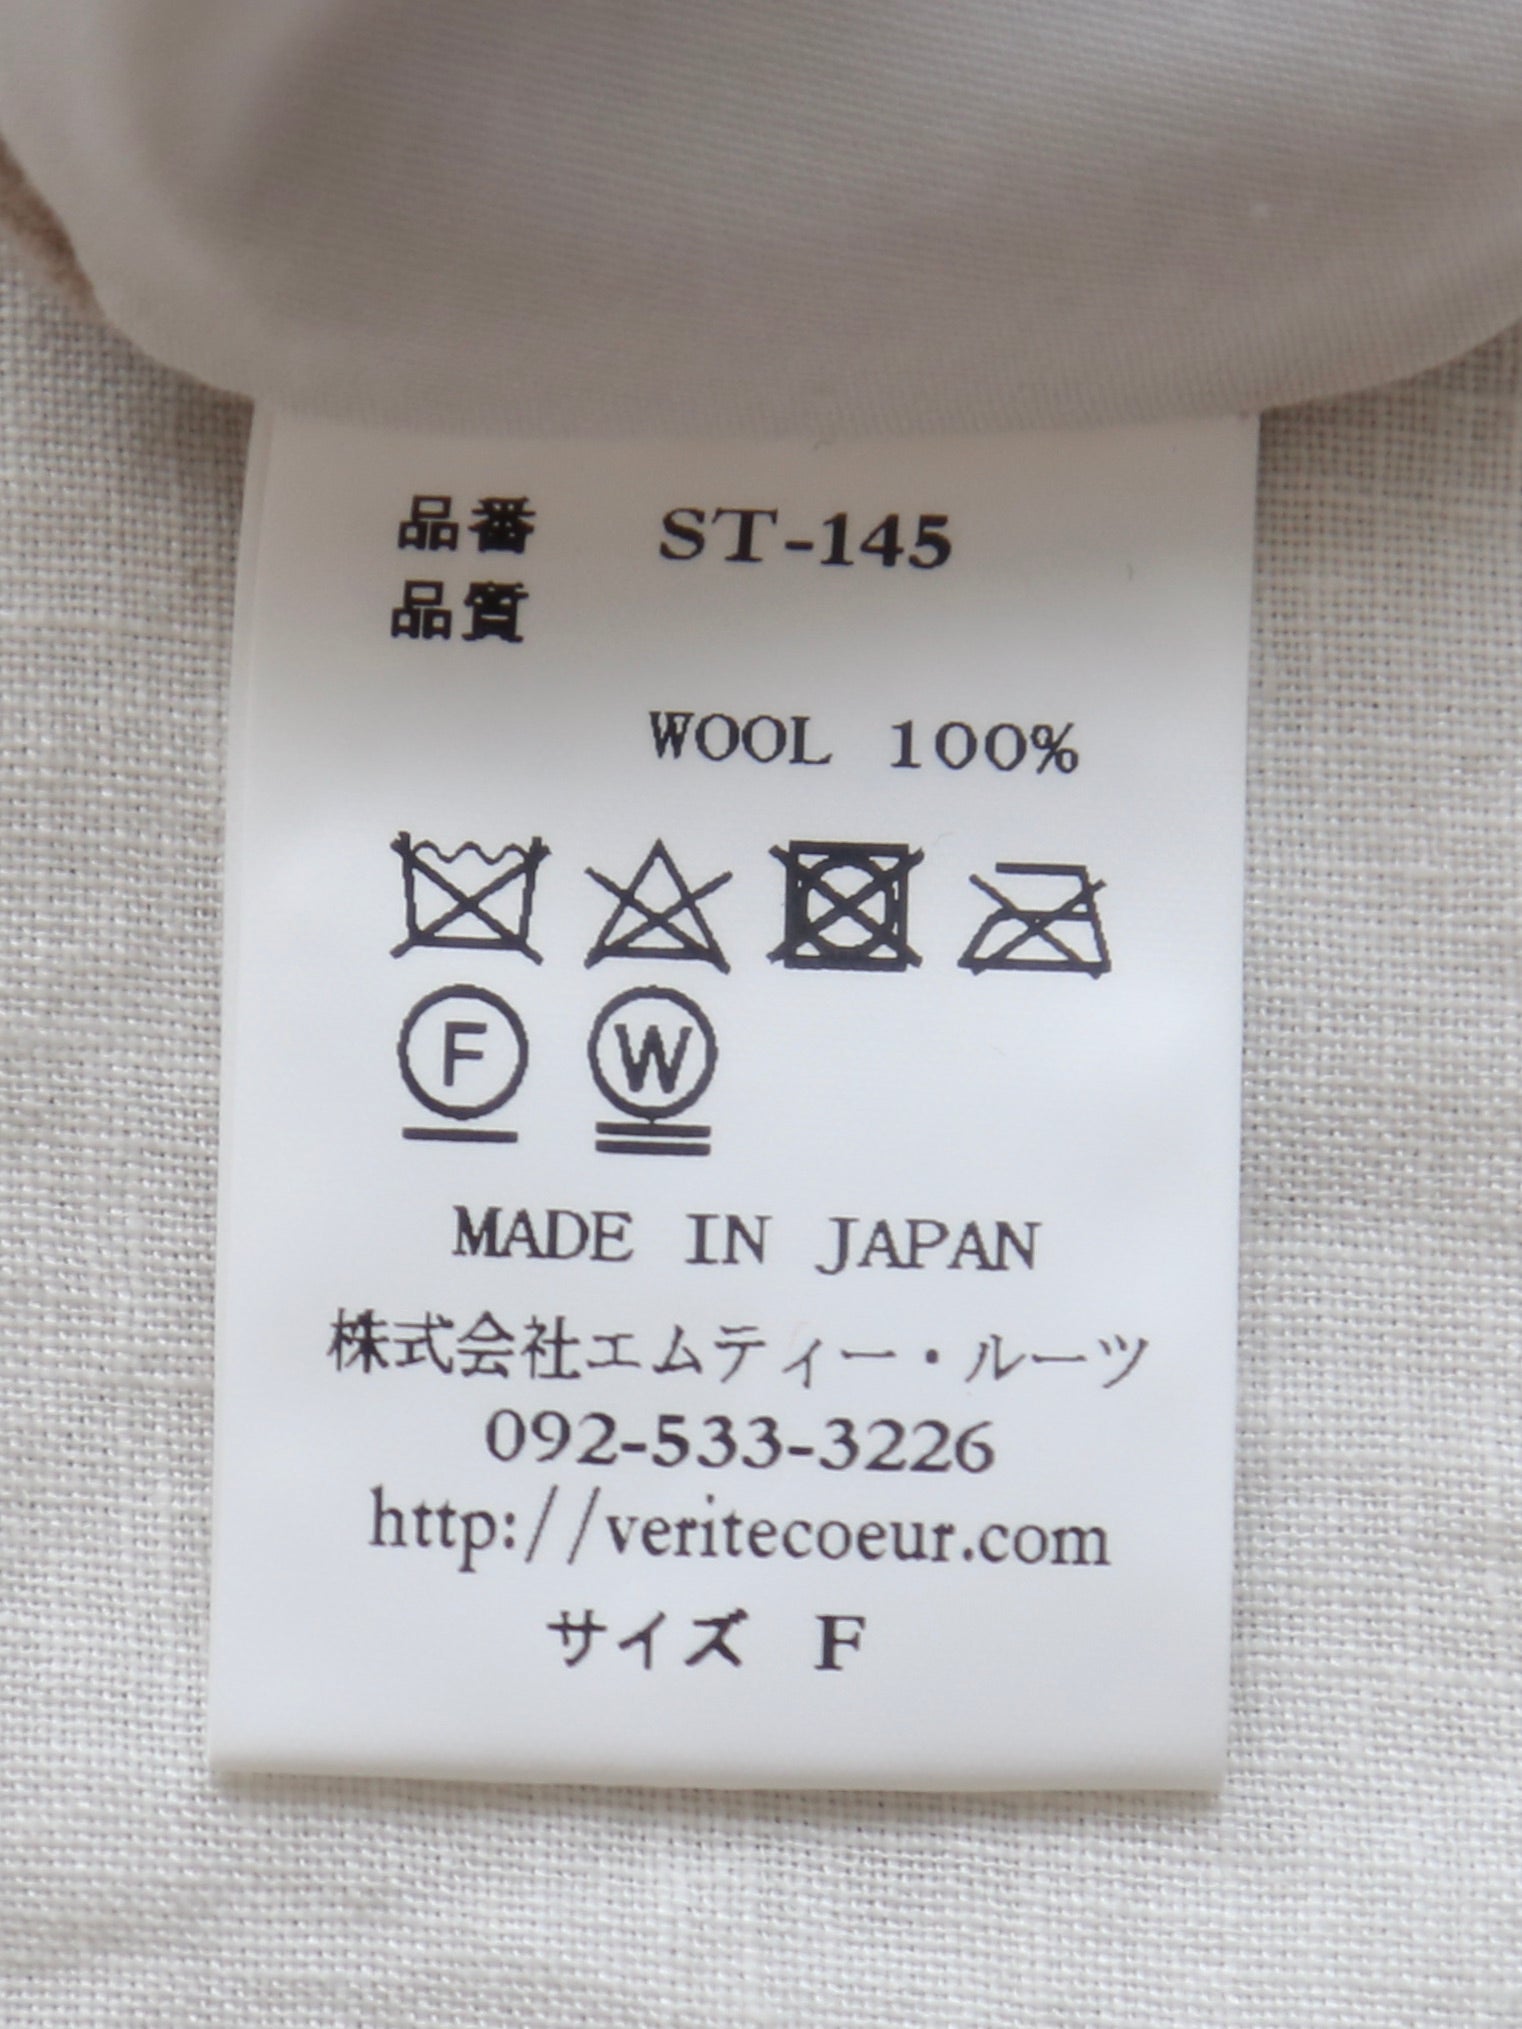 品番 ST-145
品質
WOOL 100%
F W
MADE IN JAPAN
株式会社エムティー・ルーツ
092-533-3226
http://veritecoeur.com
サイズ F